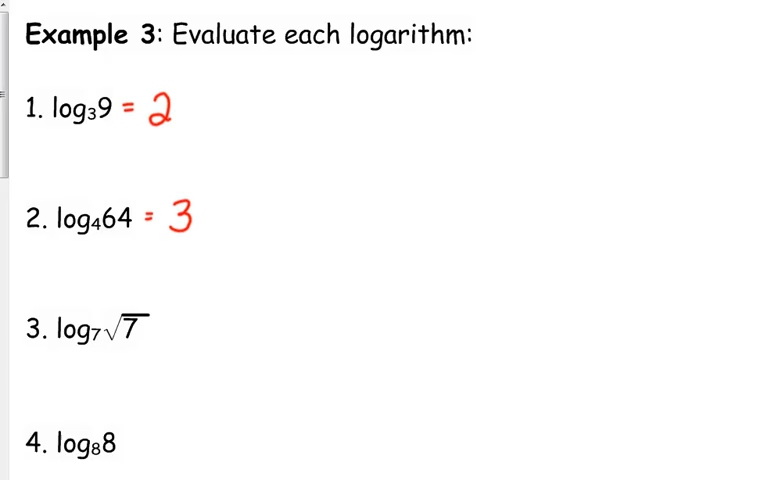 Example 3: Evaluate each logarithm:
1. log₃9 = 2
2. log₄64 = 3
3. log₇√7
4. log₈8